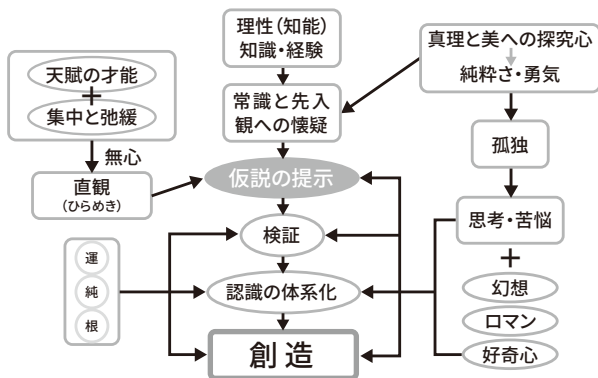 理性(知能)
知識・経験
真理と美への探究心
純粋さ・勇気
天賦の才能
+
集中と弛緩
常識と先入
観への懐疑
無心
孤独
直観
(ひらめき)
仮説の提示
思考・苦悩
+
検証
運
純
根
認識の体系化
幻想
ロマン
好奇心
創造